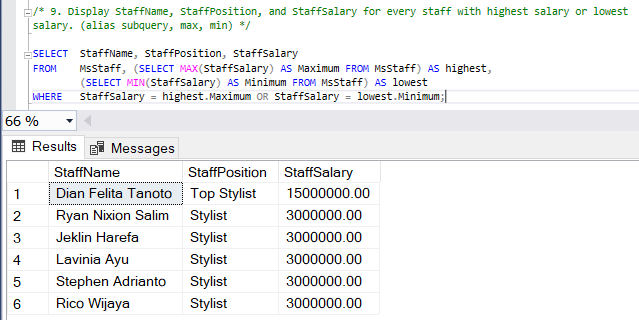 /* 9. Display StaffName, StaffPosition, and StaffSalary for every staff with highest salary or lowest
salary. (alias subquery, max, min) */
SELECT StaffName, StaffPosition, StaffSalary
FROM MsStaff, (SELECT MAX(StaffSalary) AS Maximum FROM MsStaff) AS highest,
(SELECT MIN(StaffSalary) AS Minimum FROM MsStaff) AS lowest
WHERE StaffSalary = highest.Maximum OR StaffSalary = lowest.Minimum;
66 %
Results Messages
StaffName StaffPosition StaffSalary
1 Dian Felita Tanoto Top Stylist 15000000.00
2 Ryan Nixion Salim Stylist 3000000.00
3 Jeklin Harefa Stylist 3000000.00
4 Lavinia Ayu Stylist 3000000.00
5 Stephen Adrianto Stylist 3000000.00
6 Rico Wijaya Stylist 3000000.00